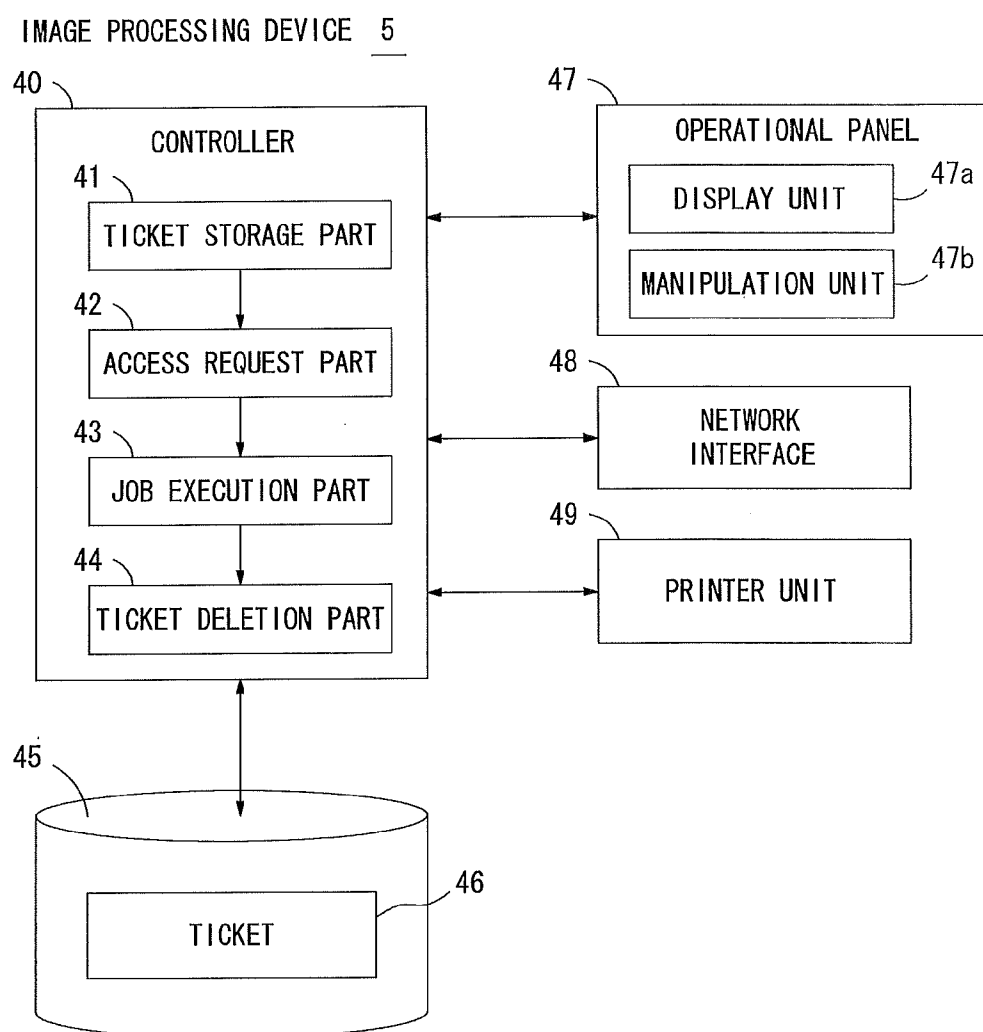 IMAGE PROCESSING DEVICE 5
40
CONTROLLER
41
TICKET STORAGE PART
42
ACCESS REQUEST PART
43
JOB EXECUTION PART
44
TICKET DELETION PART
47
OPERATIONAL PANEL
DISPLAY UNIT
47a
MANIPULATION UNIT
47b
48
NETWORK
INTERFACE
49
PRINTER UNIT
45
TICKET
46